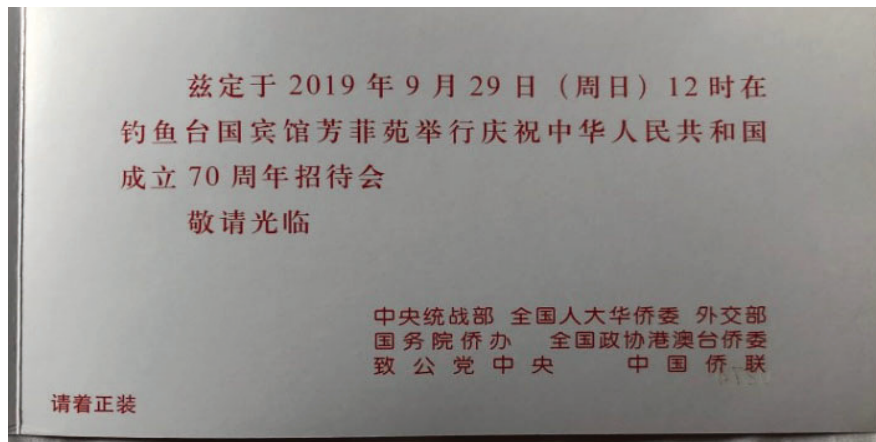 兹定于 2019 年 9 月 29 日（周日）12 时在
钓鱼台国宾馆芳菲苑举行庆祝中华人民共和国
成立 70 周年招待会
敬请光临
中央统战部 全国人大华侨委 外交部
国务院侨办 全国政协港澳台侨委
致公党中央 中国侨联
请着正装